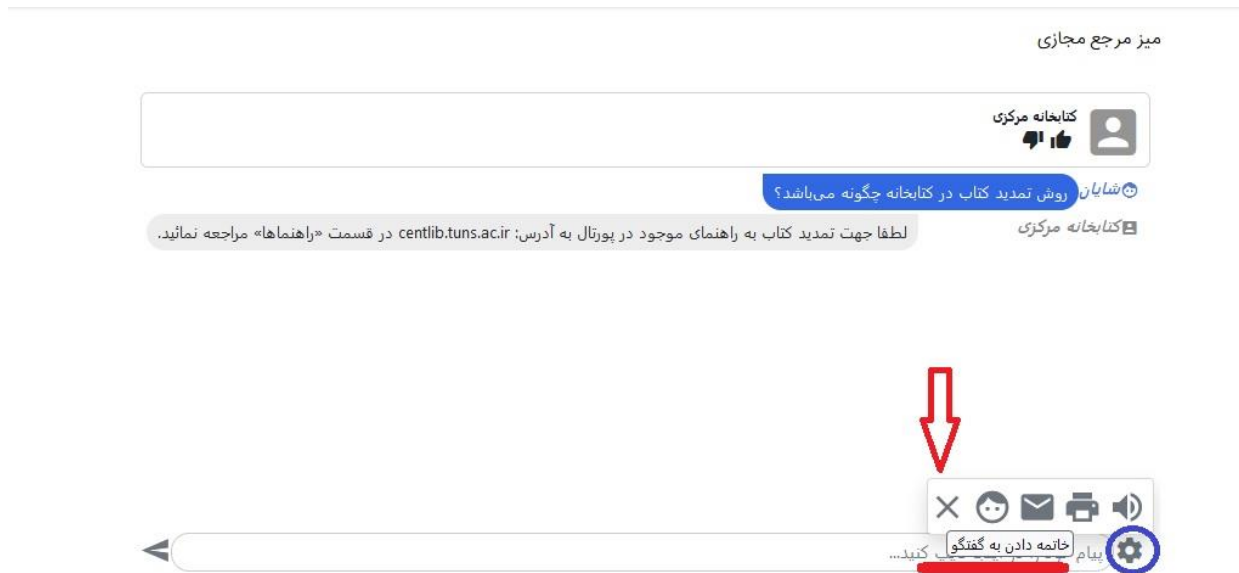 میز مرجع مجازی
کتابخانه مرکزی
شایان روش تمدید کتاب در کتابخانه چگونه می‌باشد؟
کتابخانه مرکزی لطفا جهت تمدید کتاب به راهنمای موجود در پورتال به آدرس: centlib.tuns.ac.ir در قسمت «راهنماها» مراجعه نمائید.
خاتمه دادن به گفتگو
پیام کنید...